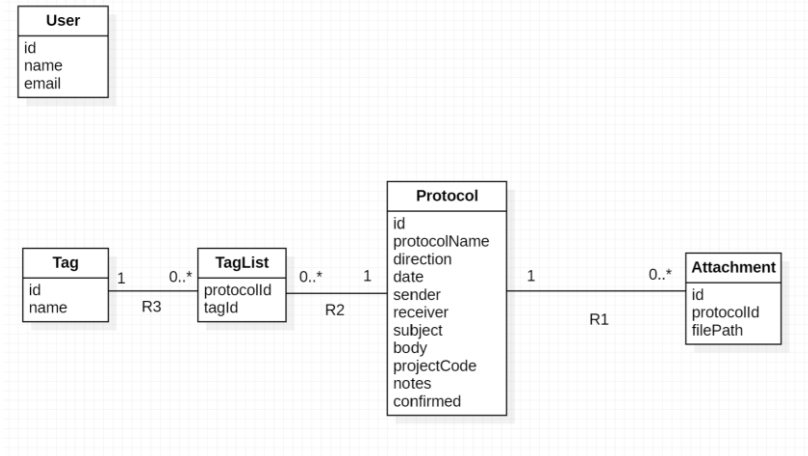 User
id
name
email
Tag
id
name
1
0..*
R3
TagList
protocolId
tagId
0..*
1
R2
Protocol
id
protocolName
direction
date
sender
receiver
subject
body
projectCode
notes
confirmed
1
0..*
R1
Attachment
id
protocolId
filePath